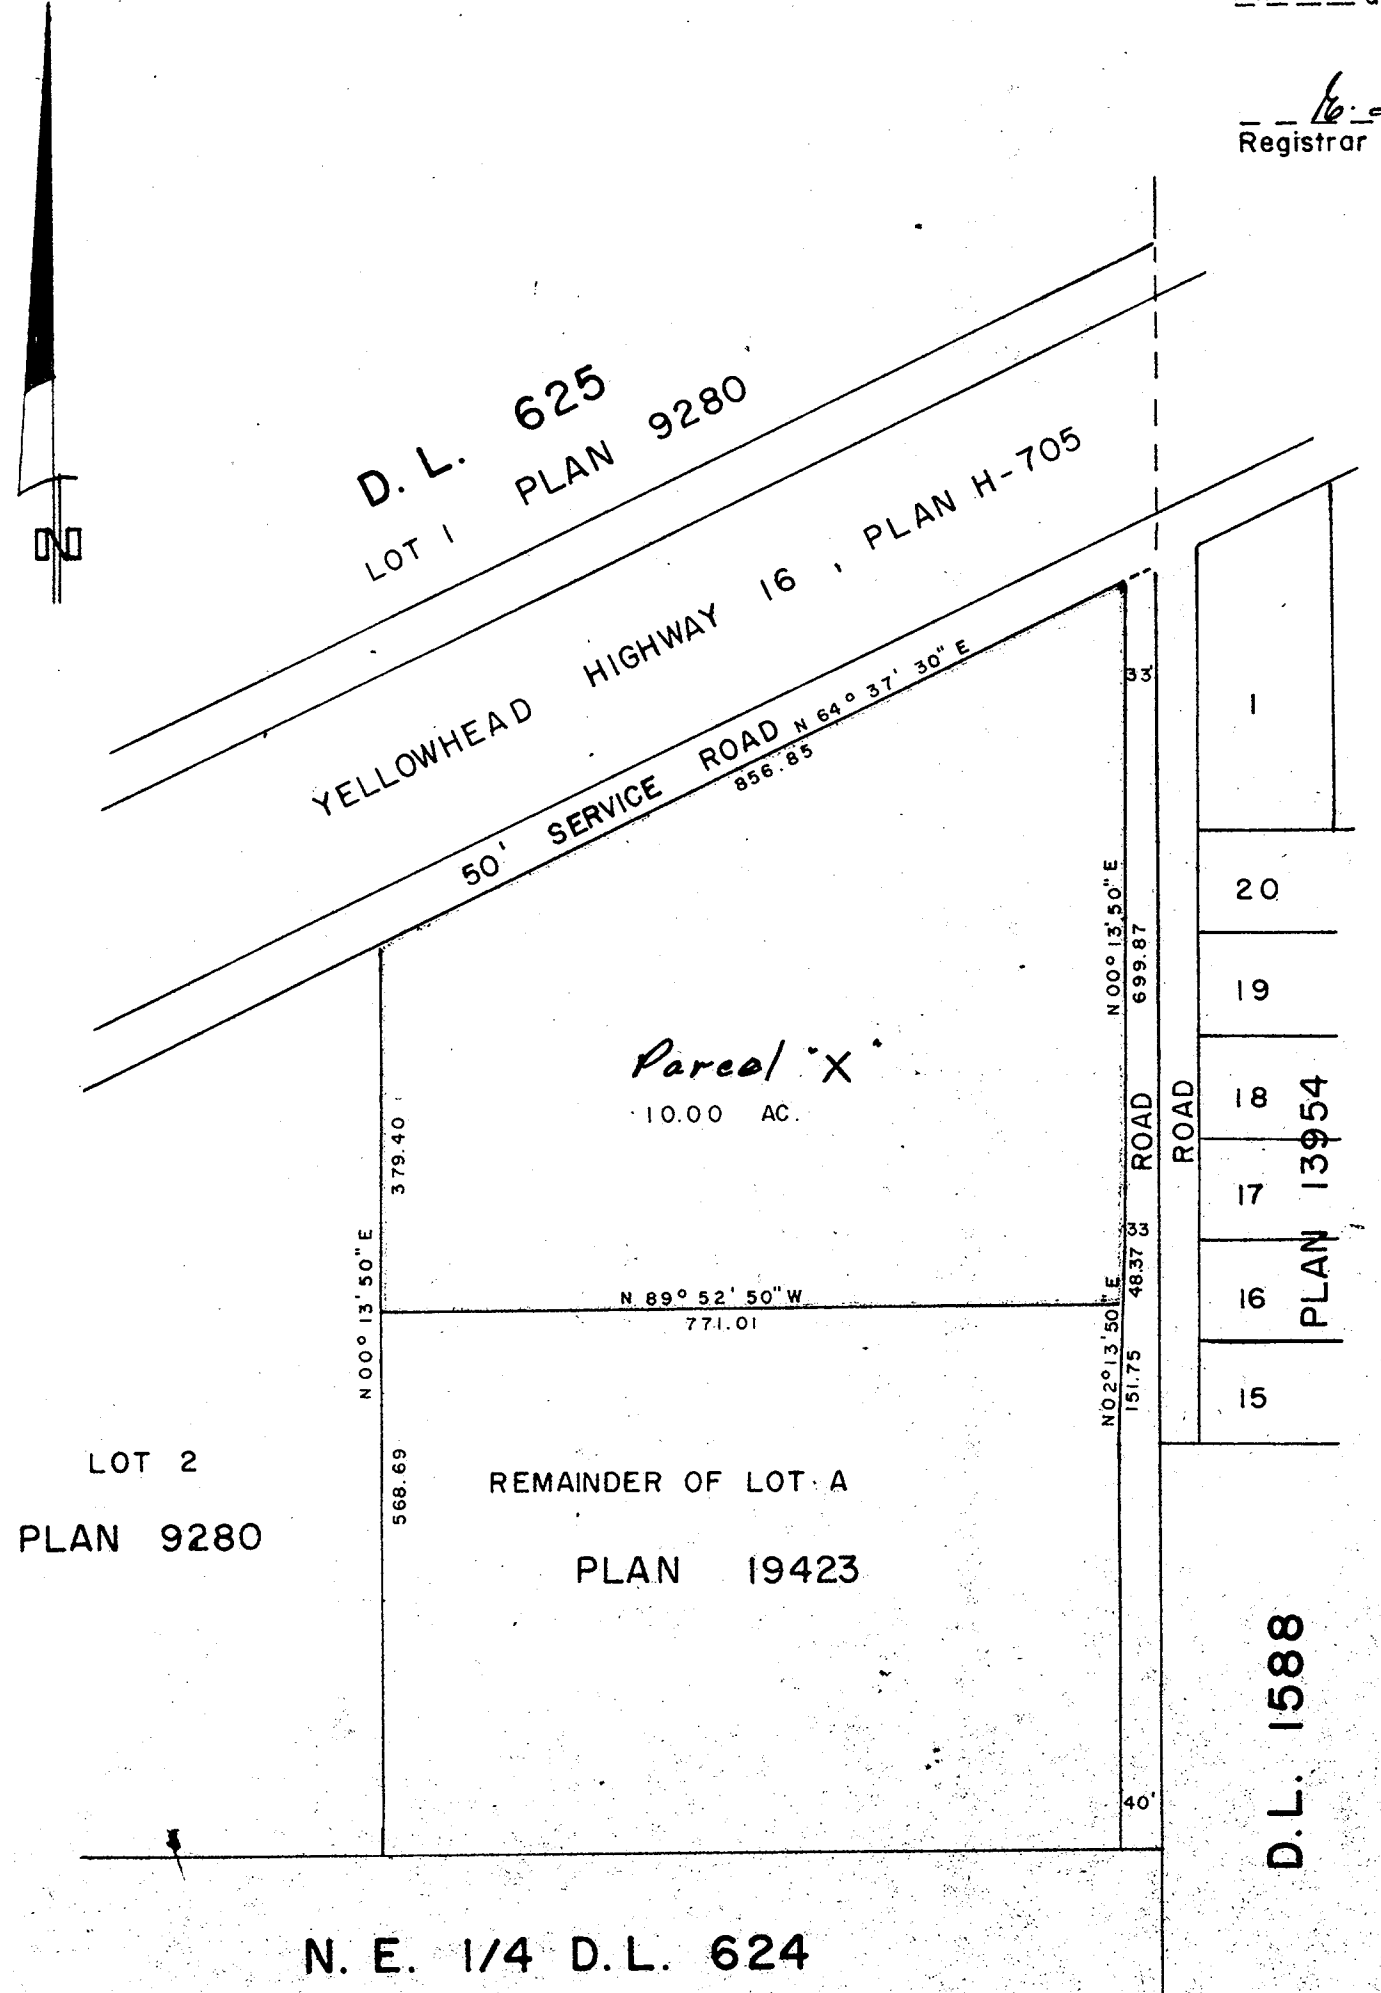 Registrar
N
D. L. 625
LOT 1 PLAN 9280
YELLOWHEAD HIGHWAY 16 , PLAN H-705
50' SERVICE ROAD N 64° 37' 30" E
856.85
33'
1
20
19
18
17
16
15
PLAN 13954
N 00° 13' 50" E
699.87
ROAD
ROAD
Parcel "X"
10.00 AC.
379.40
N 00° 13' 50" E
33
48.37
N 89° 52' 50" W
771.01
N 02° 13' 50" E
151.75
LOT 2
PLAN 9280
568.69
REMAINDER OF LOT A
PLAN 19423
40'
D.L. 1588
N. E. 1/4 D.L. 624